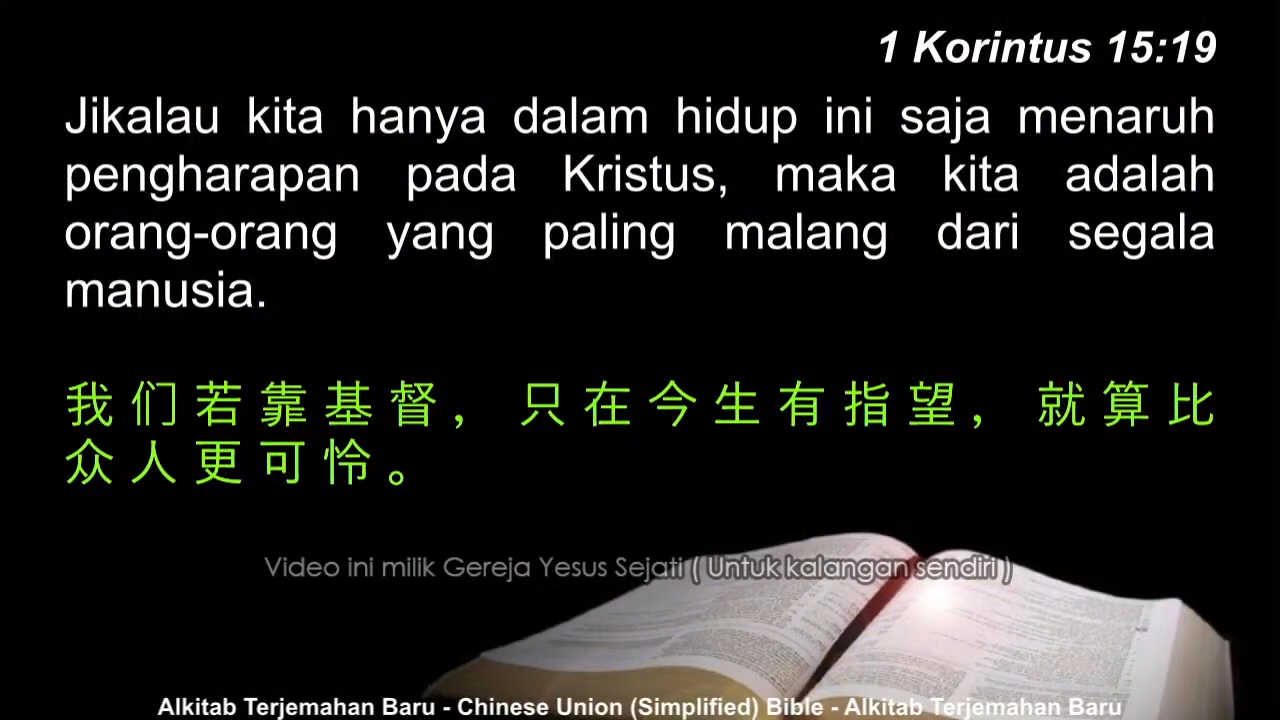 1 Korintus 15:19
Jikalau kita hanya dalam hidup ini saja menaruh
pengharapan pada Kristus, maka kita adalah
orang-orang yang paling malang dari segala
manusia.
我们若靠基督，只在今生有指望，就算比
众人更可怜。
Video ini milik Gereja Yesus Sejati ( Untuk kalangan sendiri )
Alkitab Terjemahan Baru - Chinese Union (Simplified) Bible - Alkitab Terjemahan Baru